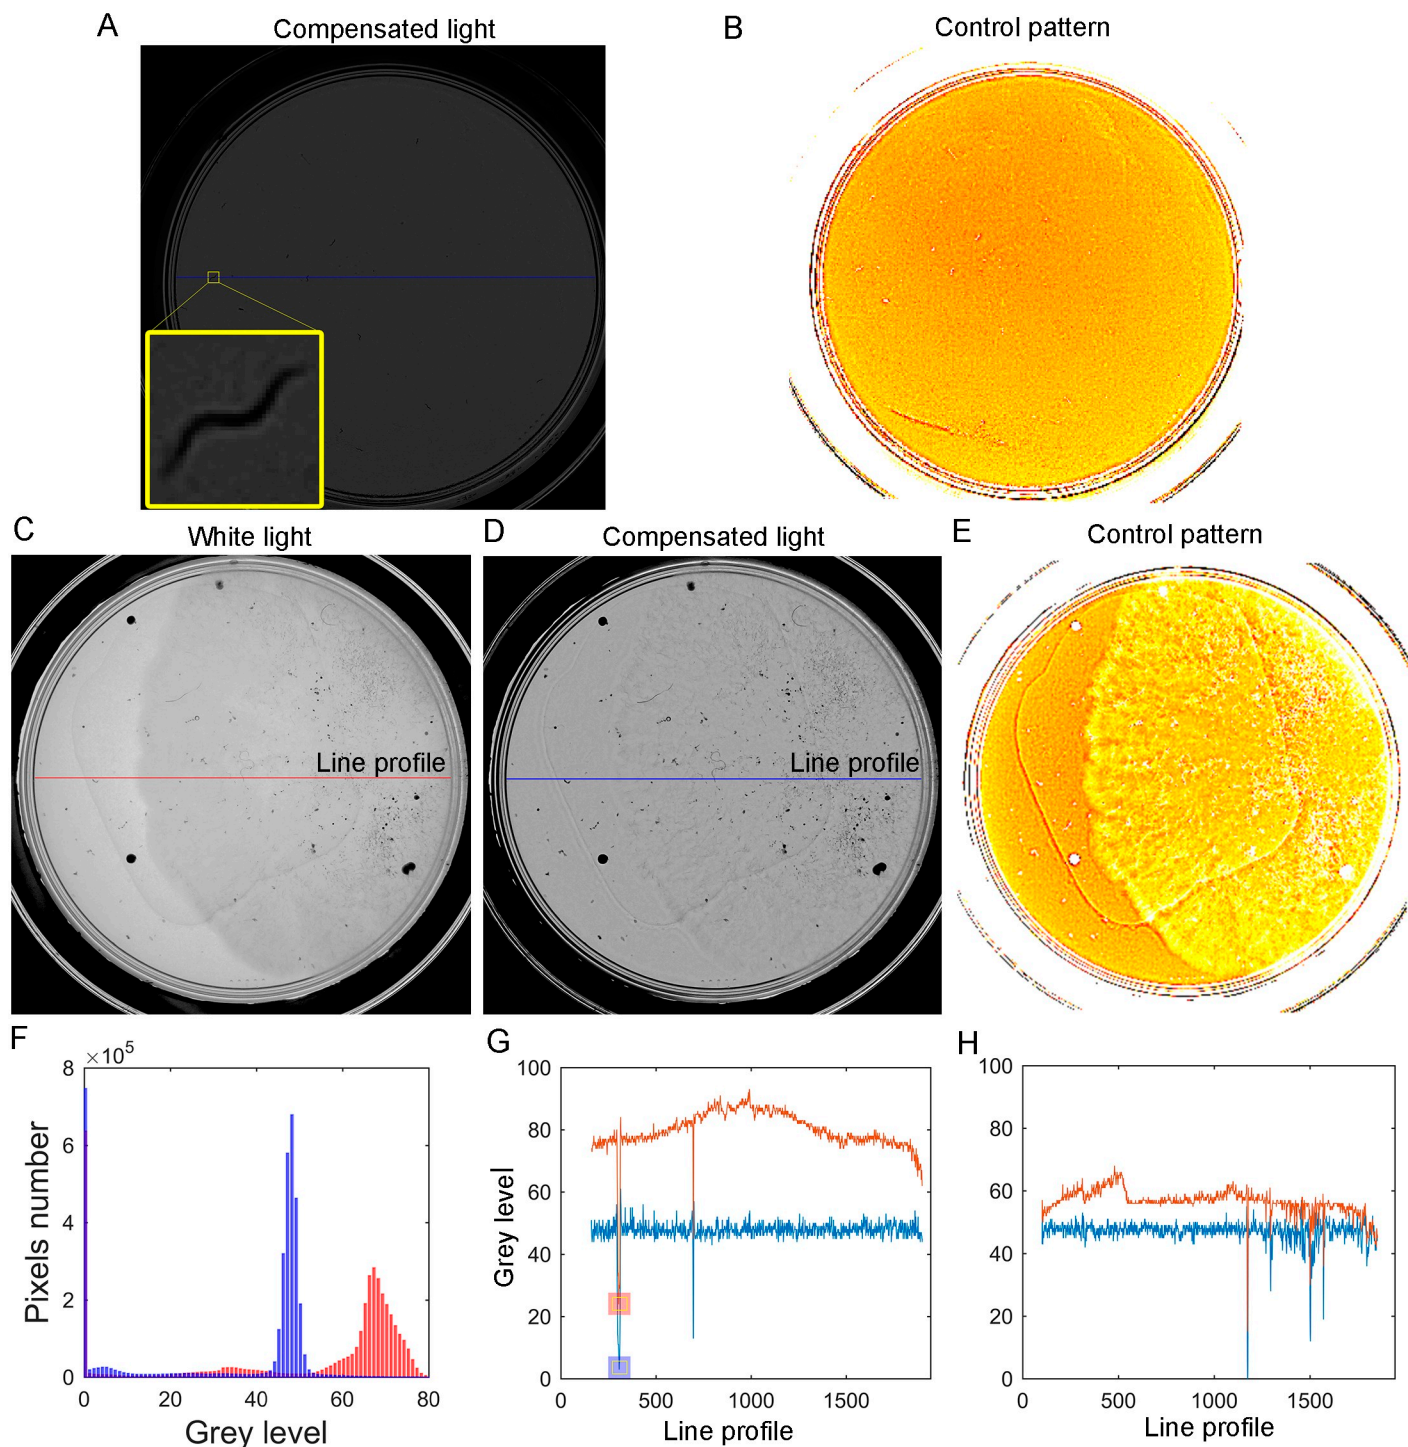 A
Compensated light
B
Control pattern
C
White light
D
Compensated light
E
Control pattern
Line profile
Line profile
F
×10⁵
8
6
4
2
0
Pixels number
0 20 40 60 80
Grey level
G
100
80
60
40
20
0
Grey level
0 500 1000 1500
Line profile
H
100
80
60
40
20
0
0 500 1000 1500
Line profile